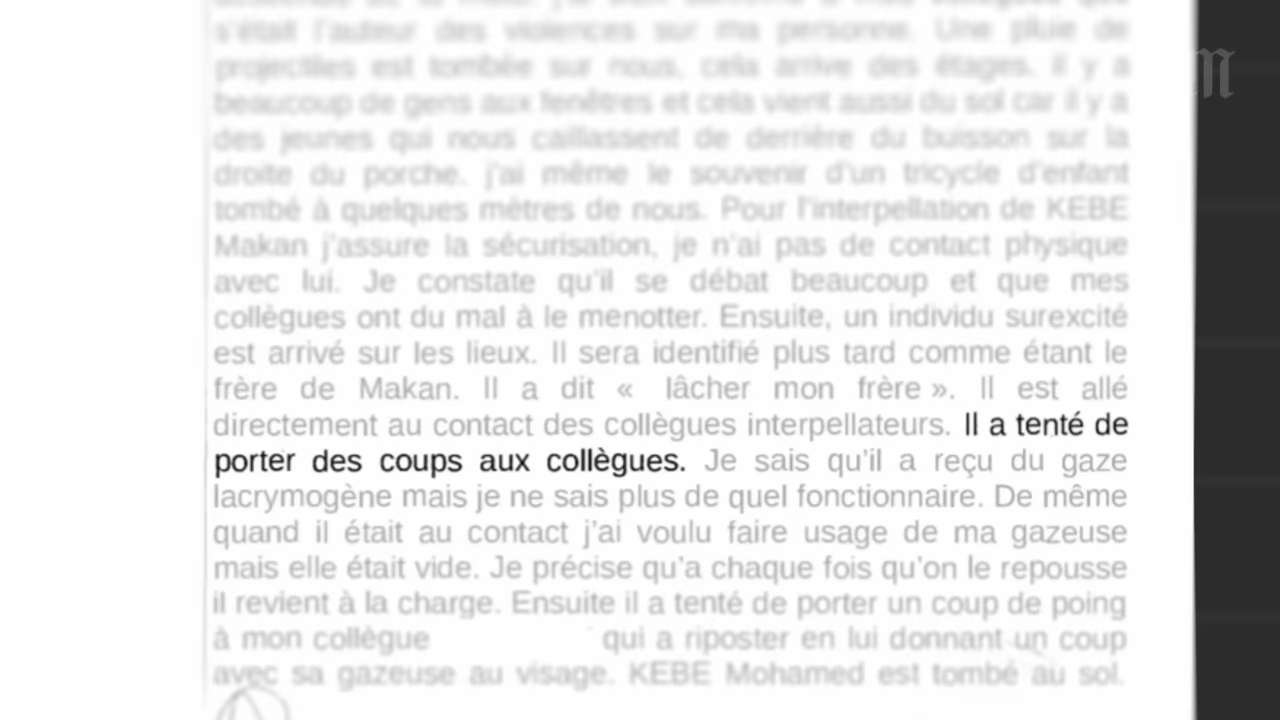 s'était l'auteur des violences sur ma personne. Une pluie de
projectiles est tombée sur nous, cela arrive des étages, il y a
beaucoup de gens aux fenêtres et cela vient aussi du sol car il y a
des jeunes qui nous caillassent de derrière du buisson sur la
droite du porche. j'ai même le souvenir d'un tricycle d'enfant
tombé à quelques mètres de nous. Pour l'interpellation de KEBE
Makan j'assure la sécurisation, je n'ai pas de contact physique
avec lui. Je constate qu'il se débat beaucoup et que mes
collègues ont du mal à le menotter. Ensuite, un individu surexcité
est arrivé sur les lieux. Il sera identifié plus tard comme étant le
frère de Makan. Il a dit « lâcher mon frère ». Il est allé
directement au contact des collègues interpellateurs. Il a tenté de
porter des coups aux collègues. Je sais qu'il a reçu du gaze
lacrymogène mais je ne sais plus de quel fonctionnaire. De même
quand il était au contact j'ai voulu faire usage de ma gazeuse
mais elle était vide. Je précise qu'a chaque fois qu'on le repousse
il revient à la charge. Ensuite il a tenté de porter un coup de poing
à mon collègue qui a riposter en lui donnant un coup
avec sa gazeuse au visage. KEBE Mohamed est tombé au sol.
M